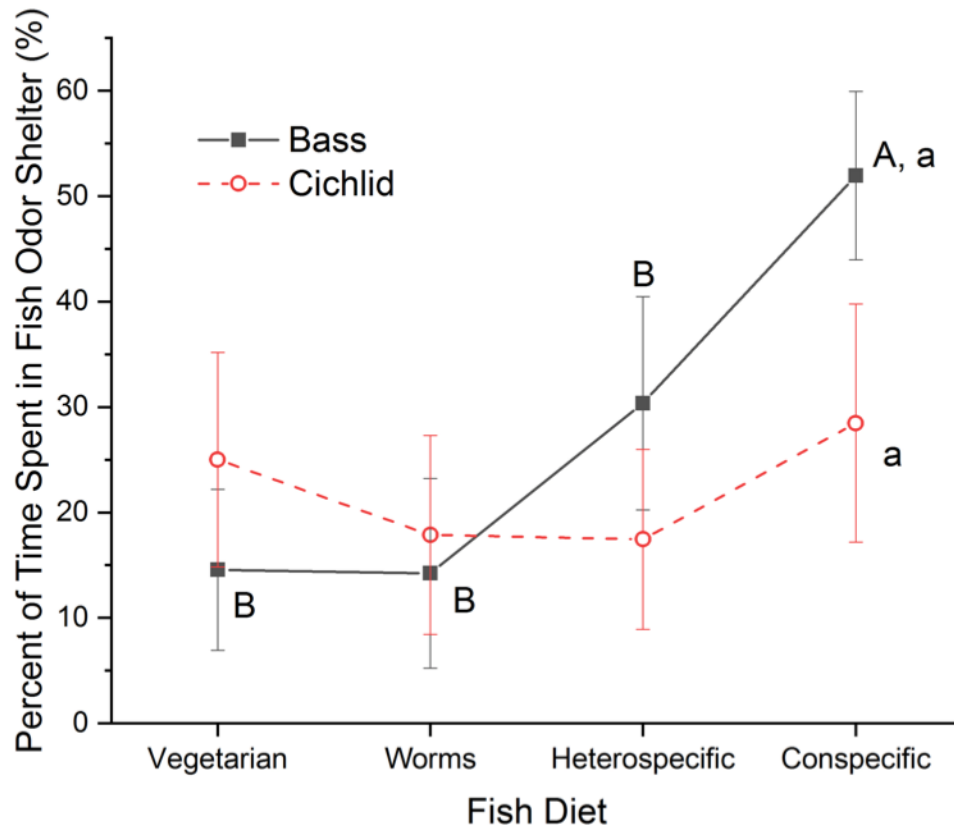 Percent of Time Spent in Fish Odor Shelter (%)
60
50
40
30
20
10
0
Bass
Cichlid
A, a
B
a
B
B
Vegetarian
Worms
Heterospecific
Conspecific
Fish Diet